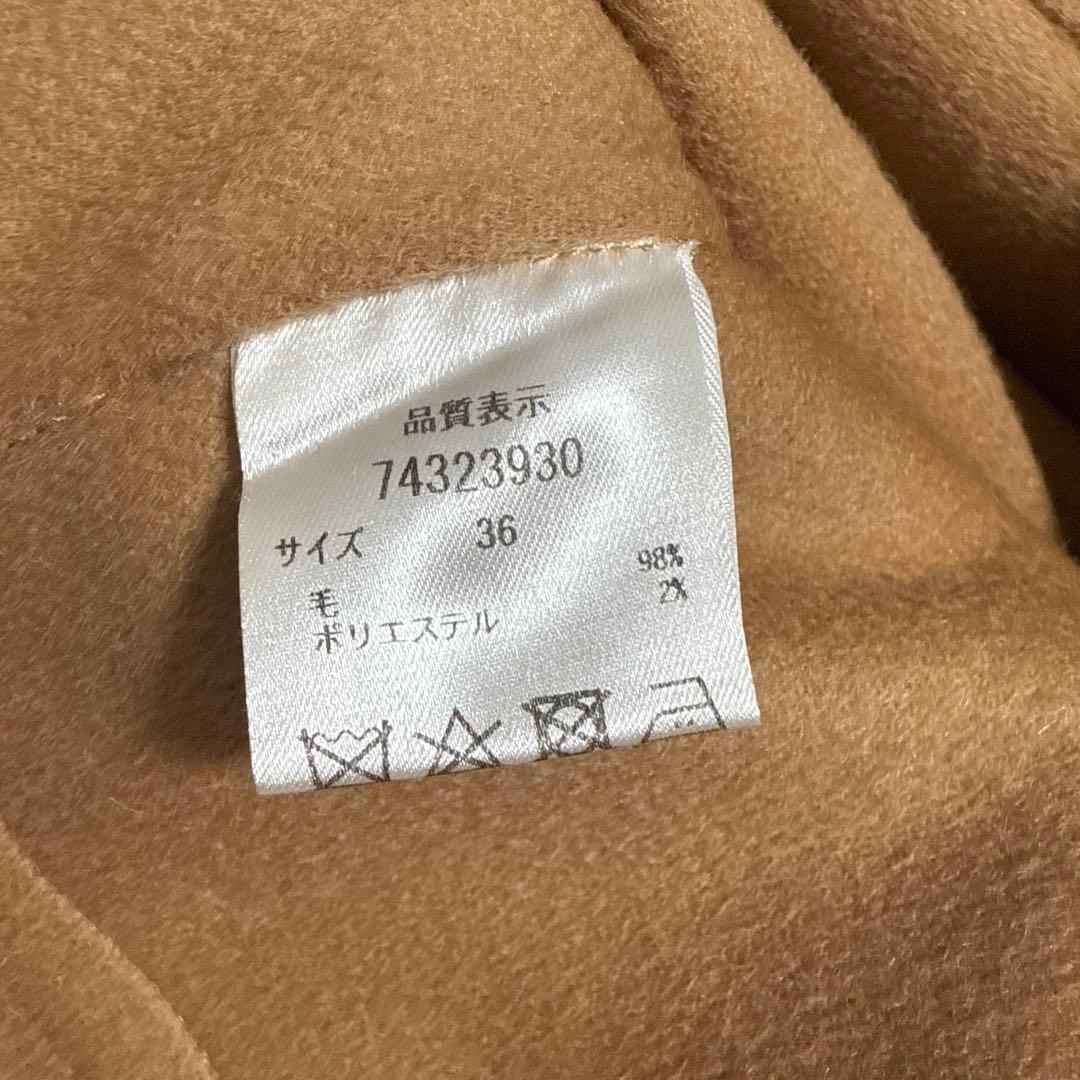 品質表示
74323930
サイズ 36
毛 98%
ポリエステル 2%